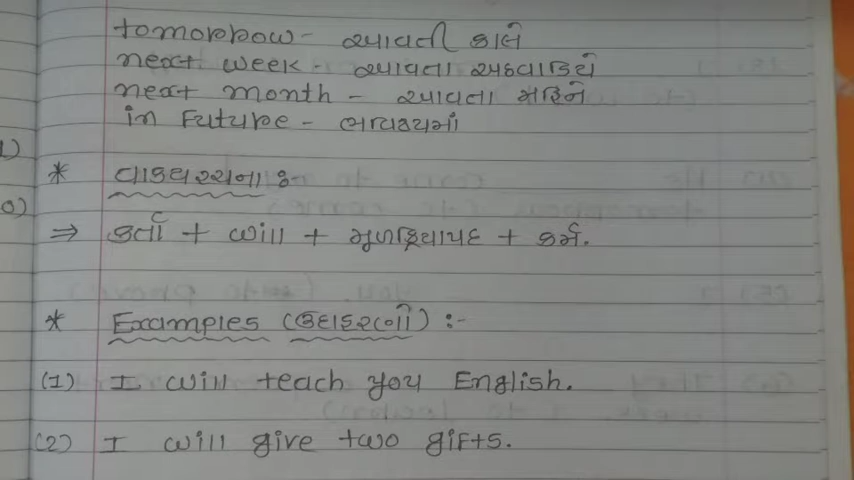 tomorrow - આવતી કાલે
next week - આવતા અઠવાડિયે
next month - આવતા મહિને
in Future - ભવિષ્યમાં
* વાક્યરચના :-
⇒ કર્તા + will + મુળક્રિયાપદ + કર્મ.
* Examples (ઉદાહરણો) :-
(1) I will teach you English.
(2) I will give two gifts.